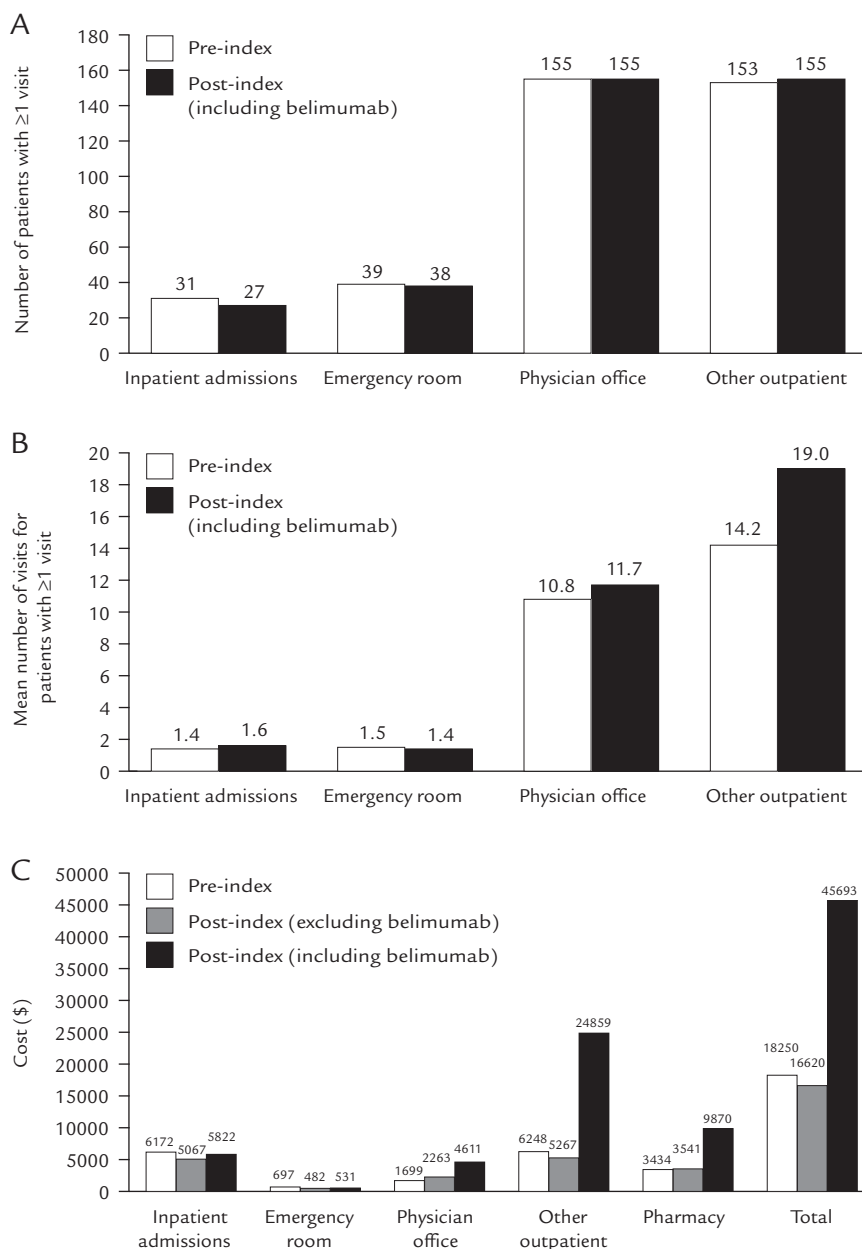 A
Number of patients with ≥1 visit
180
160
140
120
100
80
60
40
20
0
Pre-index
Post-index
(including belimumab)
31
27
39
38
155
155
153
155
Inpatient admissions
Emergency room
Physician office
Other outpatient
B
Mean number of visits for
patients with ≥1 visit
20
18
16
14
12
10
8
6
4
2
0
Pre-index
Post-index
(including belimumab)
1.4
1.6
1.5
1.4
10.8
11.7
14.2
19.0
Inpatient admissions
Emergency room
Physician office
Other outpatient
C
Cost ($)
50000
45000
40000
35000
30000
25000
20000
15000
10000
5000
0
Pre-index
Post-index (excluding belimumab)
Post-index (including belimumab)
6172
5067
5822
697
482
531
1699
2263
4611
6248
5267
24859
3434
3541
9870
18250
16620
45693
Inpatient
admissions
Emergency
room
Physician
office
Other
outpatient
Pharmacy
Total